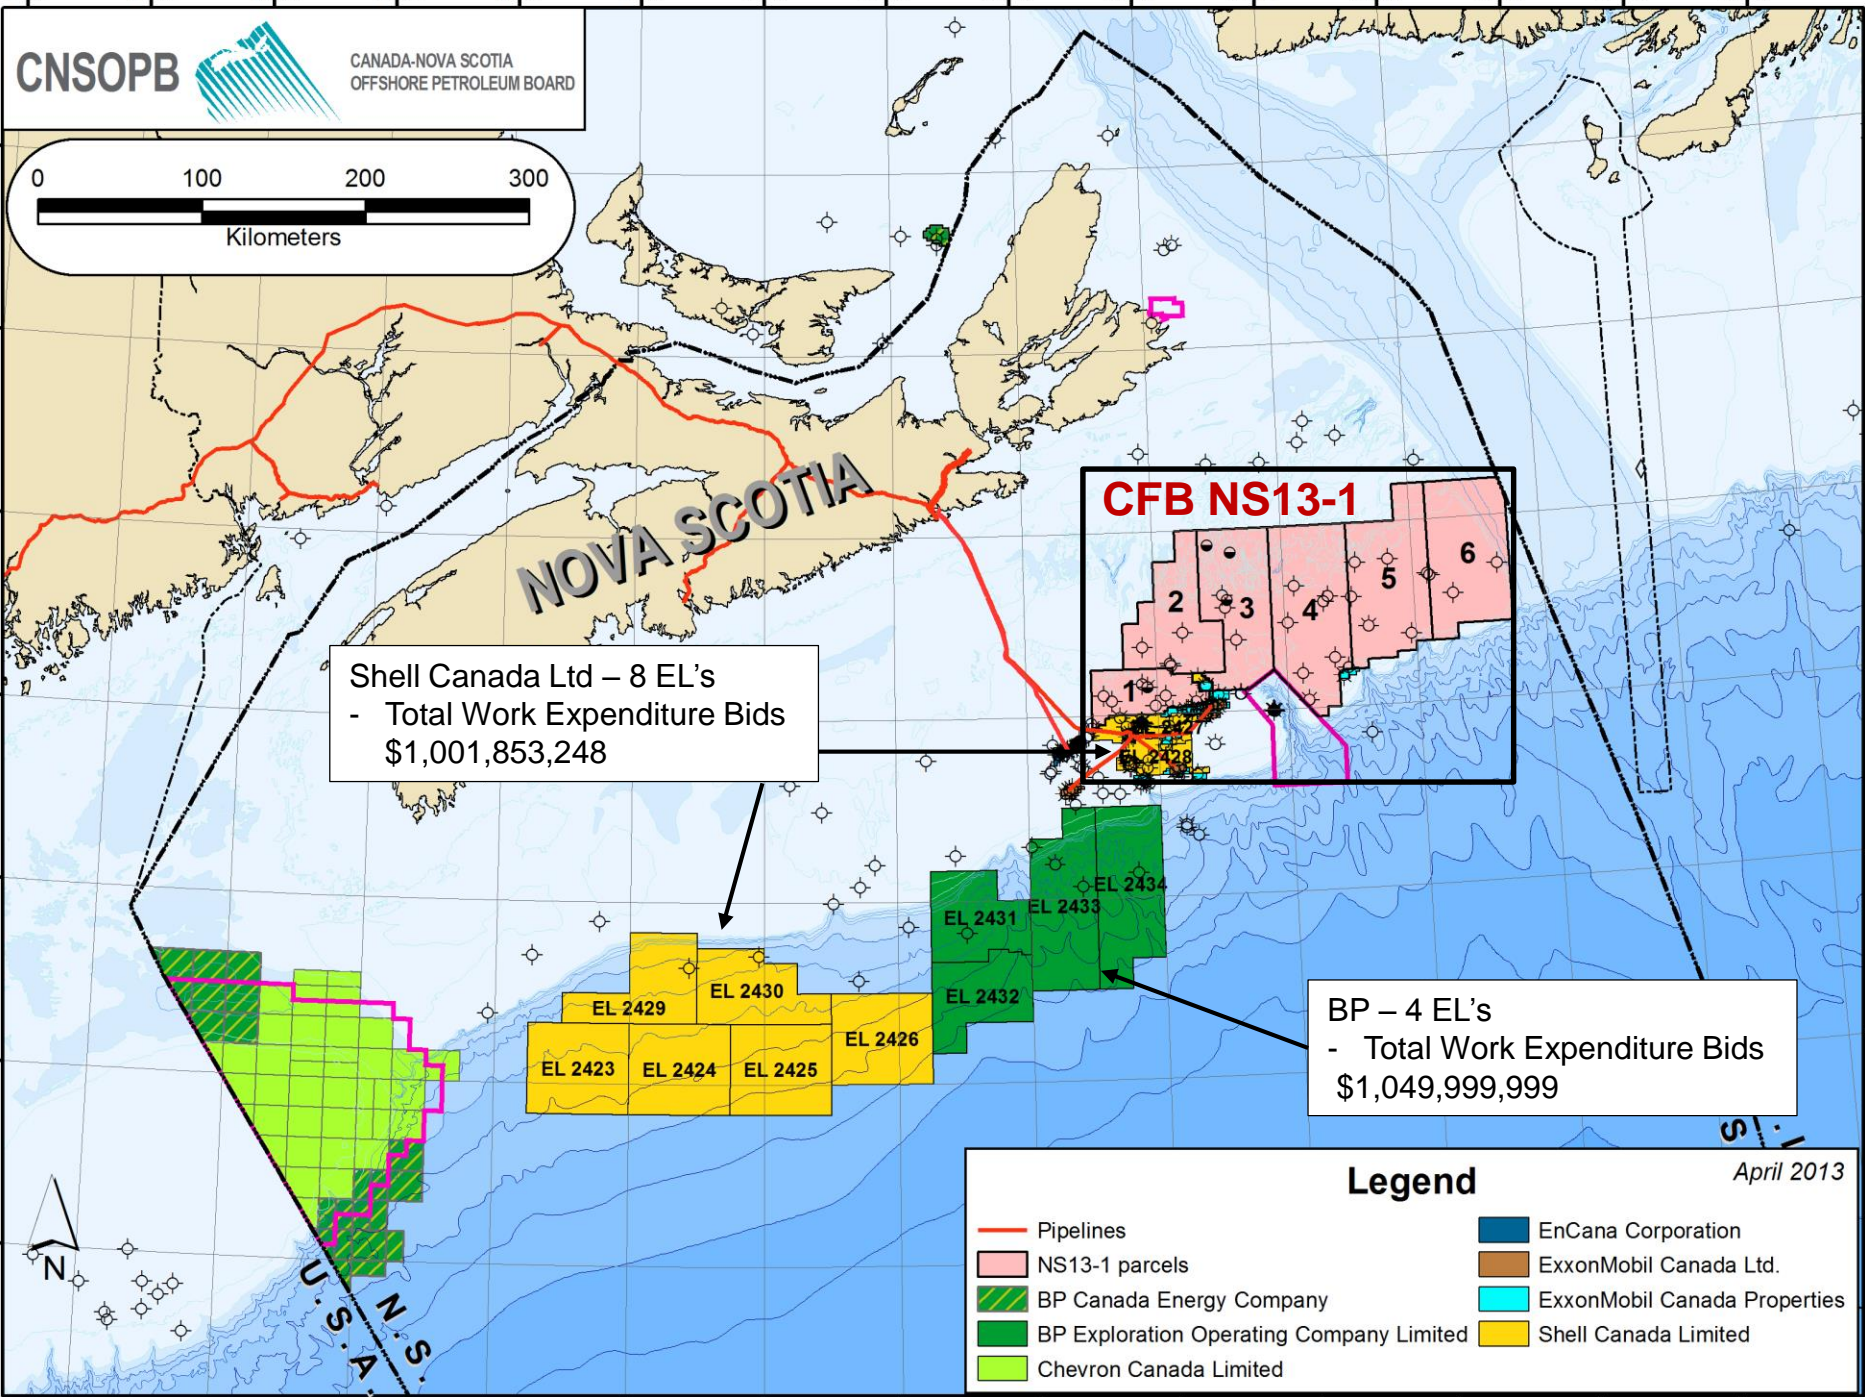 CNSOPB
CANADA-NOVA SCOTIA
OFFSHORE PETROLEUM BOARD
0 100 200 300
Kilometers
NOVA SCOTIA
CFB NS13-1
1
2
3
4
5
6
Shell Canada Ltd – 8 EL's
- Total Work Expenditure Bids
$1,001,853,248
EL 2428
EL 2434
EL 2433
EL 2431
EL 2432
EL 2430
EL 2429
EL 2426
EL 2423
EL 2424
EL 2425
BP – 4 EL's
- Total Work Expenditure Bids
$1,049,999,999
N
U.S.A.
N.S.
Legend
April 2013
Pipelines
NS13-1 parcels
BP Canada Energy Company
BP Exploration Operating Company Limited
Chevron Canada Limited
EnCana Corporation
ExxonMobil Canada Ltd.
ExxonMobil Canada Properties
Shell Canada Limited